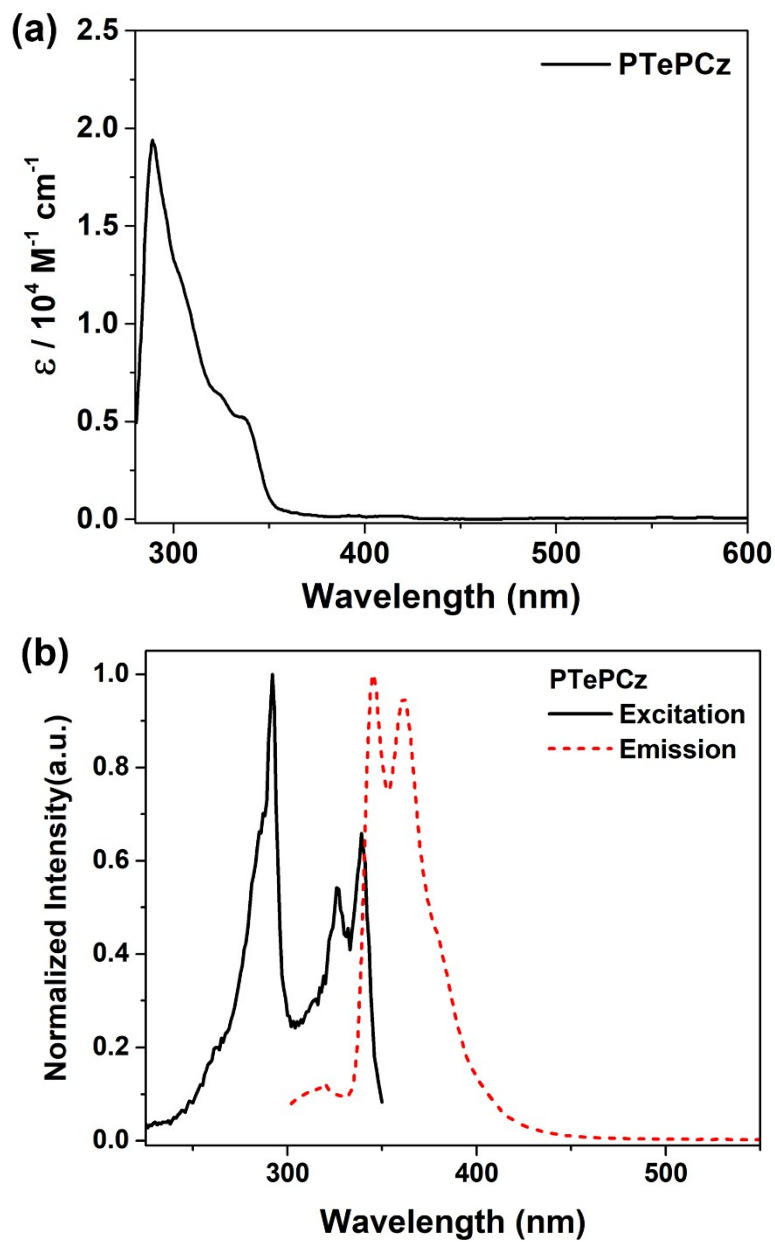 (a)
2.5
2.0
1.5
1.0
0.5
0.0
ε / 10⁴ M⁻¹ cm⁻¹
PTePCz
300 400 500 600
Wavelength (nm)
(b)
1.0
0.8
0.6
0.4
0.2
0.0
Normalized Intensity(a.u.)
PTePCz
Excitation
Emission
300 400 500
Wavelength (nm)